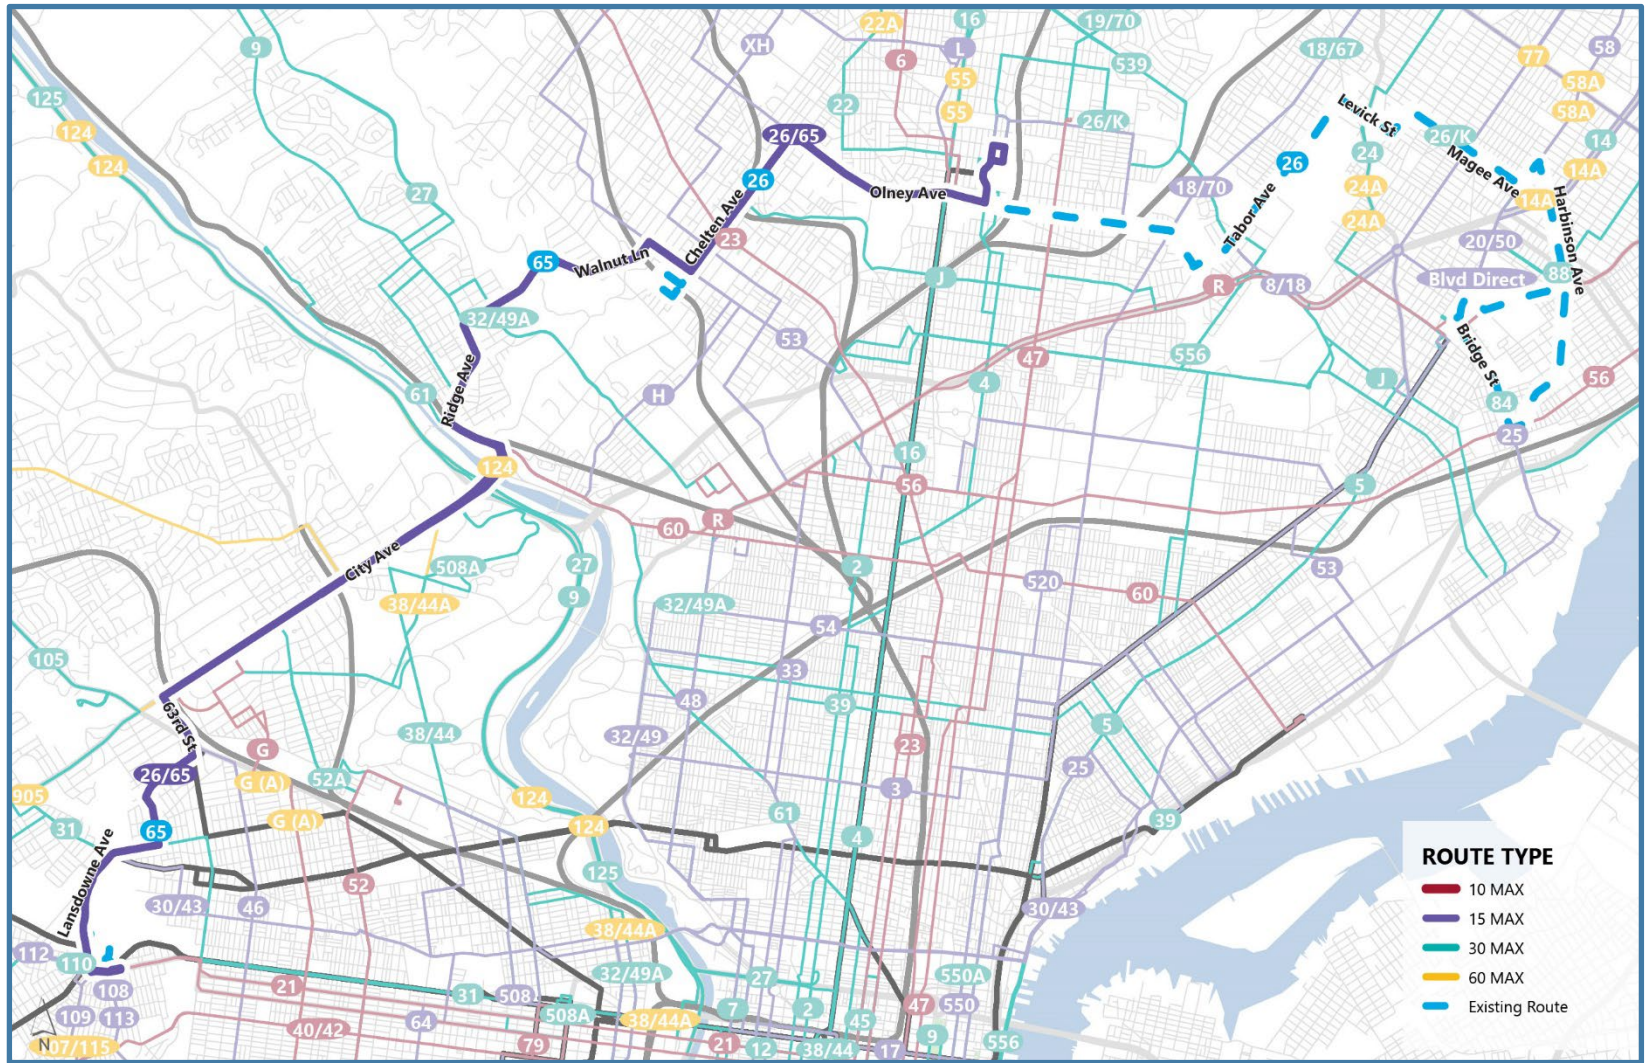 9
XH
22A
16
19/70
18/67
58
6
L
77
539
125
55
58A
22
55
58A
Levick St
124
26/65
26/K
26/K
14
124
24
Magee Ave
26
26
14A
27
Olney Ave
18/70
24A
14A
Chelten Ave
Tabor Ave
24A
Harbinson Ave
23
20/50
65
Walnut Ln
J
R
8/18
Blvd Direct
88
32/49A
53
47
556
Bridge St
Ridge Ave
61
H
4
J
56
84
25
16
124
56
5
R
60
City Ave
508A
27
2
520
53
38/44A
9
32/49A
60
54
105
33
48
39
63rd St
38/44
32/49
23
5
G
26/65
G (A)
52A
25
905
124
3
31
65
G (A)
124
61
4
39
Lansdowne Ave
125
52
30/43
46
30/43
38/44A
112
110
32/49A
27
550A
108
21
31
508
7
2
47
550
109
113
64
508A
38/44A
45
9
N
07/115
40/42
79
21
12
38/44
17
556
ROUTE TYPE
10 MAX
15 MAX
30 MAX
60 MAX
Existing Route